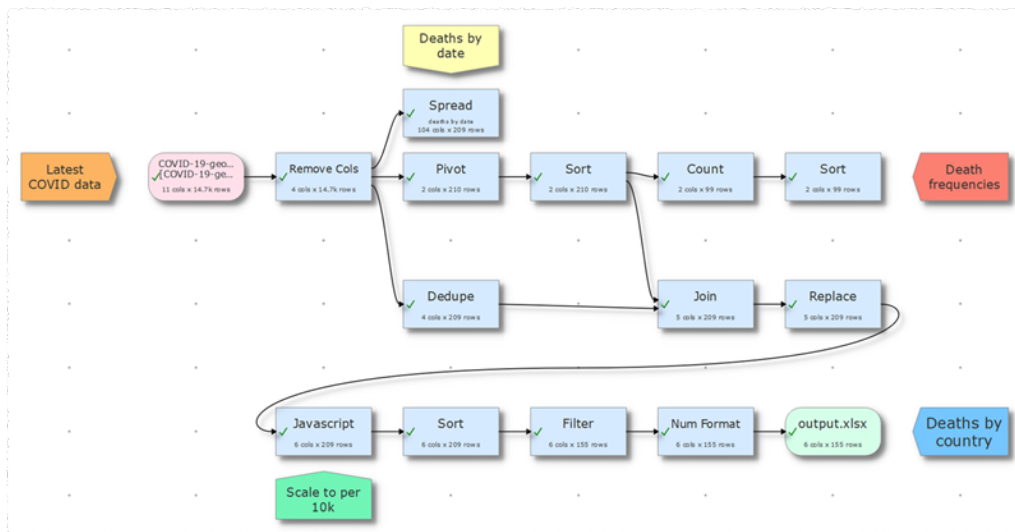 Deaths by
date
Spread
deaths by date
104 cols x 209 rows
Latest
COVID data
COVID-19-geo...
{COVID-19-ge...
11 cols x 14.7k rows
Remove Cols
4 cols x 14.7k rows
Pivot
2 cols x 210 rows
Sort
2 cols x 210 rows
Count
2 cols x 99 rows
Sort
2 cols x 99 rows
Death
frequencies
Dedupe
4 cols x 209 rows
Join
5 cols x 209 rows
Replace
5 cols x 209 rows
Javascript
6 cols x 209 rows
Sort
6 cols x 209 rows
Filter
6 cols x 155 rows
Num Format
6 cols x 155 rows
output.xlsx
6 cols x 155 rows
Deaths by
country
Scale to per
10k